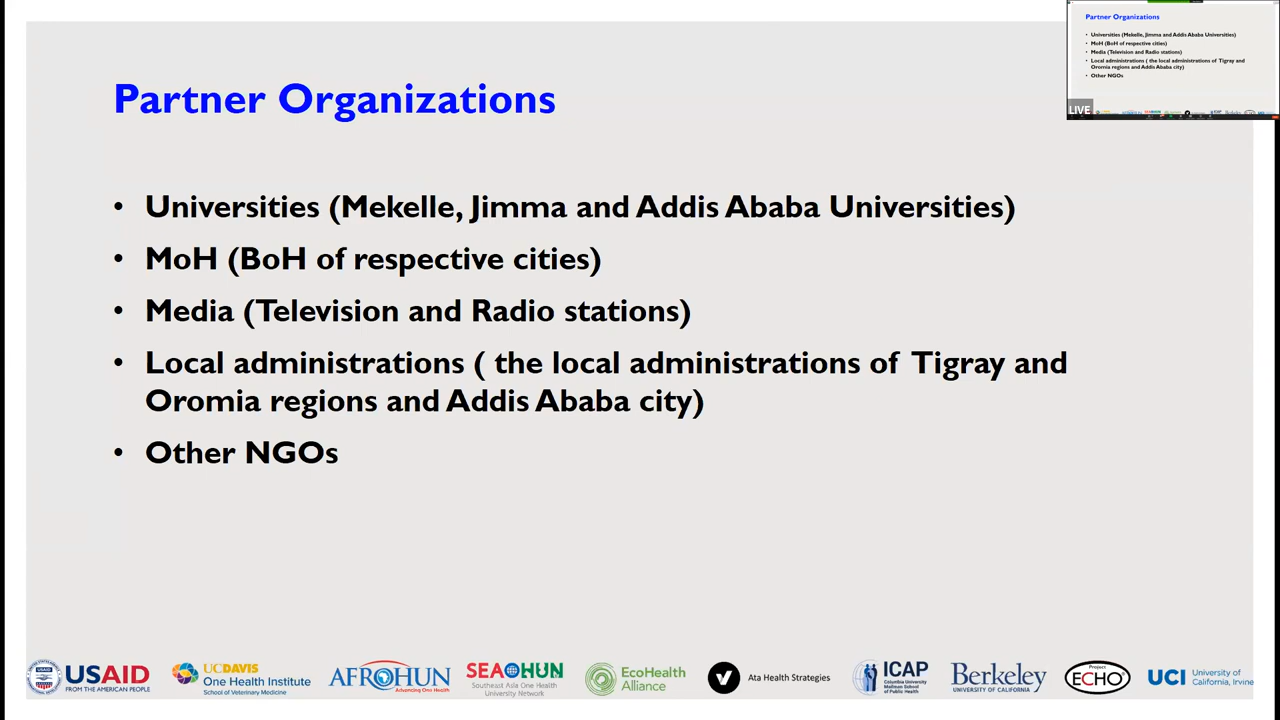 Partner Organizations
• Universities (Mekelle, Jimma and Addis Ababa Universities)
• MoH (BoH of respective cities)
• Media (Television and Radio stations)
• Local administrations ( the local administrations of Tigray and
Oromia regions and Addis Ababa city)
• Other NGOs
Partner Organizations
• Universities (Mekelle, Jimma and Addis Ababa Universities)
• MoH (BoH of respective cities)
• Media (Television and Radio stations)
• Local administrations ( the local administrations of Tigray and
Oromia regions and Addis Ababa city)
• Other NGOs
LIVE
USAID
FROM THE AMERICAN PEOPLE
UCDAVIS
One Health Institute
School of Veterinary Medicine
AFROHUN
Advancing One Health
SEAOHUN
Southeast Asia One Health
University Network
EcoHealth
Alliance
Ata Health Strategies
ICAP
Columbia University
Mailman School
of Public Health
Berkeley
UNIVERSITY OF CALIFORNIA
Project
ECHO
UCI
University of
California, Irvine